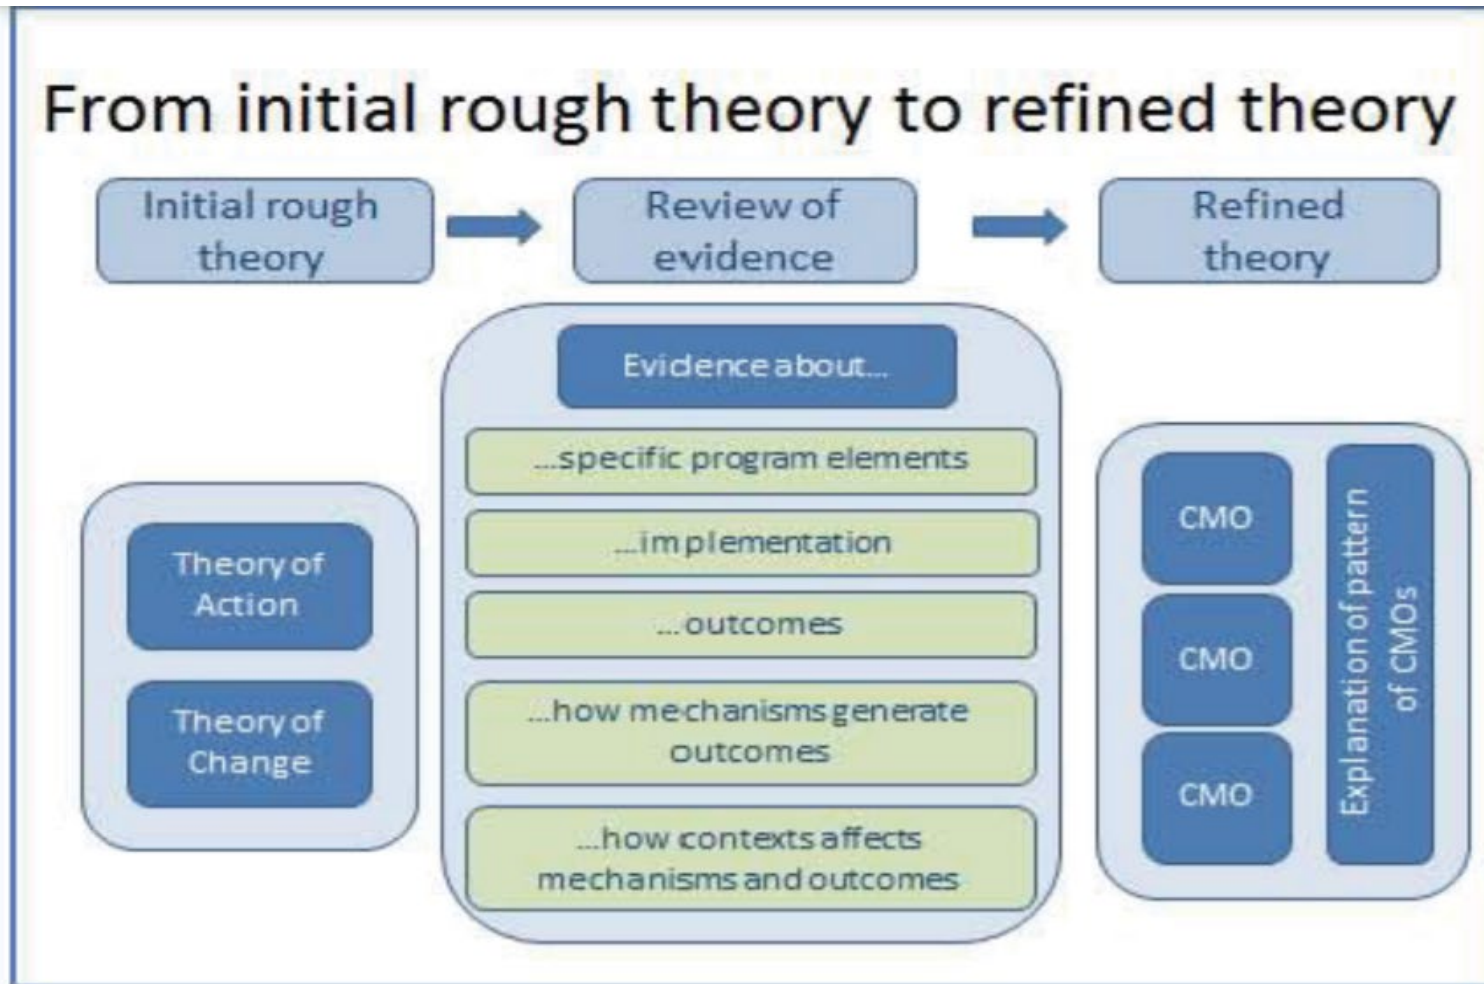 From initial rough theory to refined theory
Initial rough
theory
Review of
evidence
Refined
theory
Evidence about...
...specific program elements
...implementation
...outcomes
...how mechanisms generate
outcomes
...how contexts affects
mechanisms and outcomes
Theory of
Action
Theory of
Change
CMO
CMO
CMO
Explanation of pattern
of CMOs